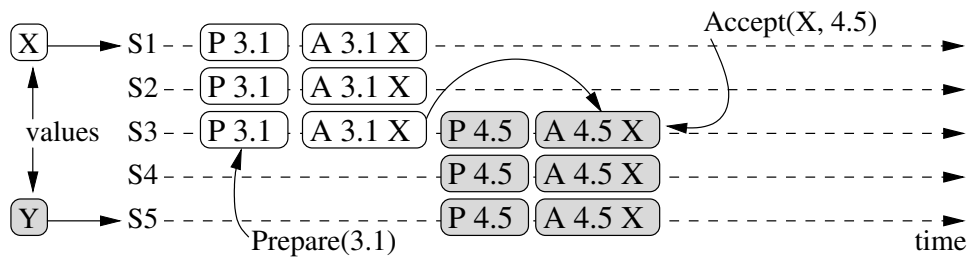 Accept(X, 4.5)
X S1 P 3.1 A 3.1 X
S2 P 3.1 A 3.1 X
values S3 P 3.1 A 3.1 X P 4.5 A 4.5 X
S4 P 4.5 A 4.5 X
Y S5 P 4.5 A 4.5 X
Prepare(3.1) time